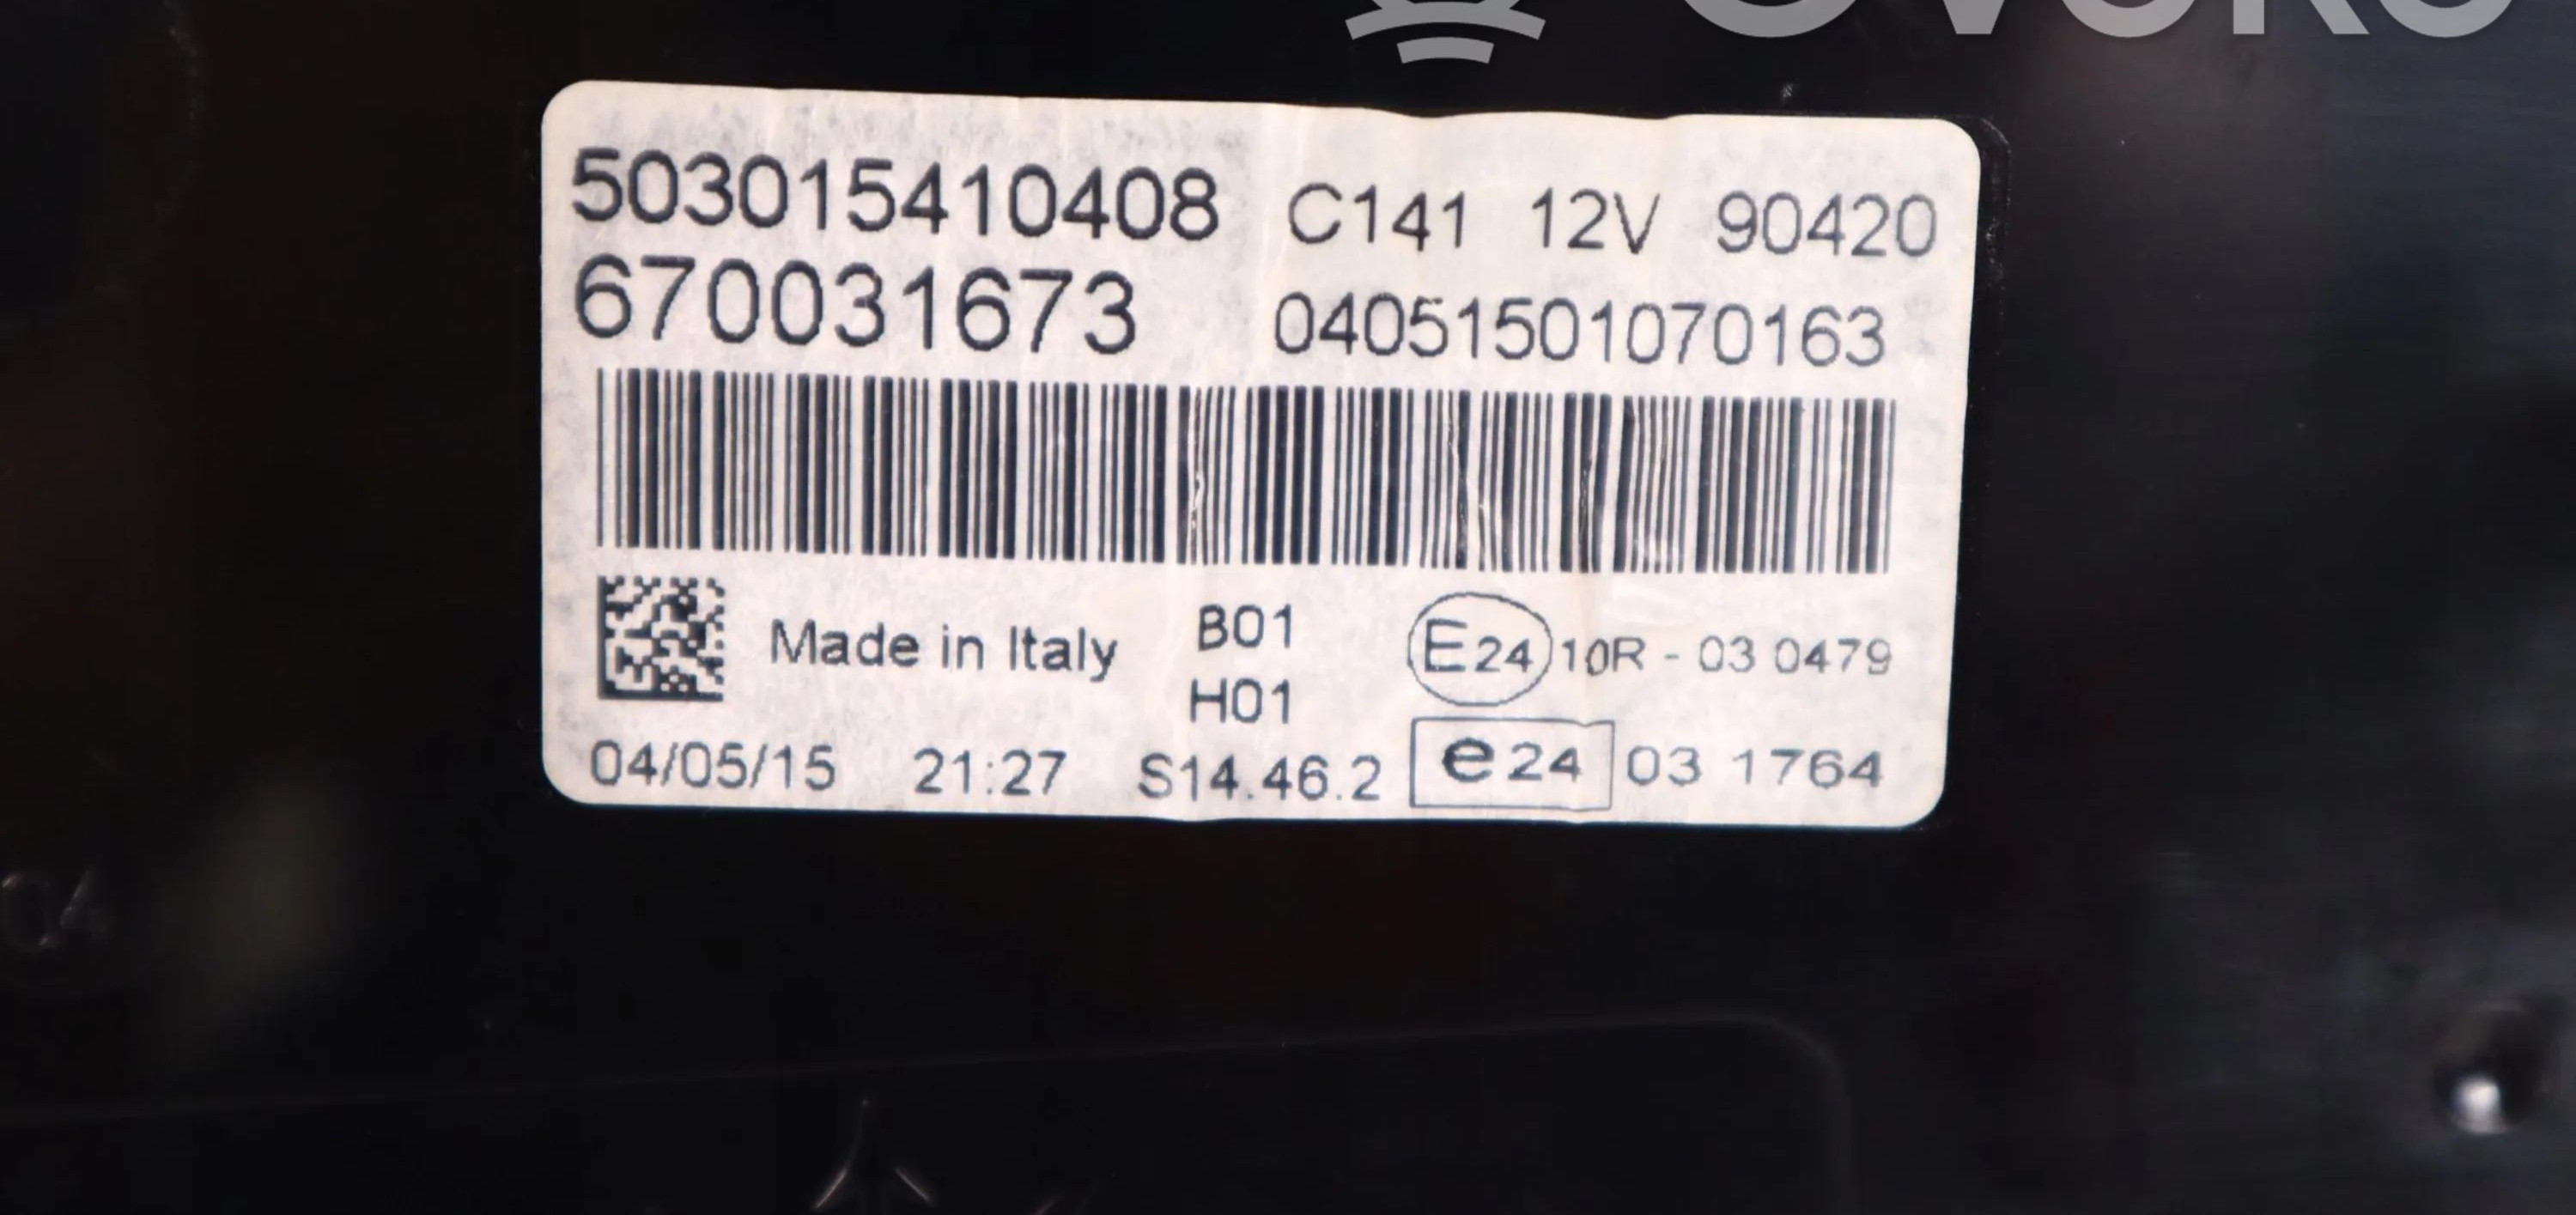 503015410408 C141 12V 90420
670031673 04051501070163
Made in Italy B01 E24 10R - 03 0479
H01
04/05/15 21:27 S14.46.2 e24 03 1764
04